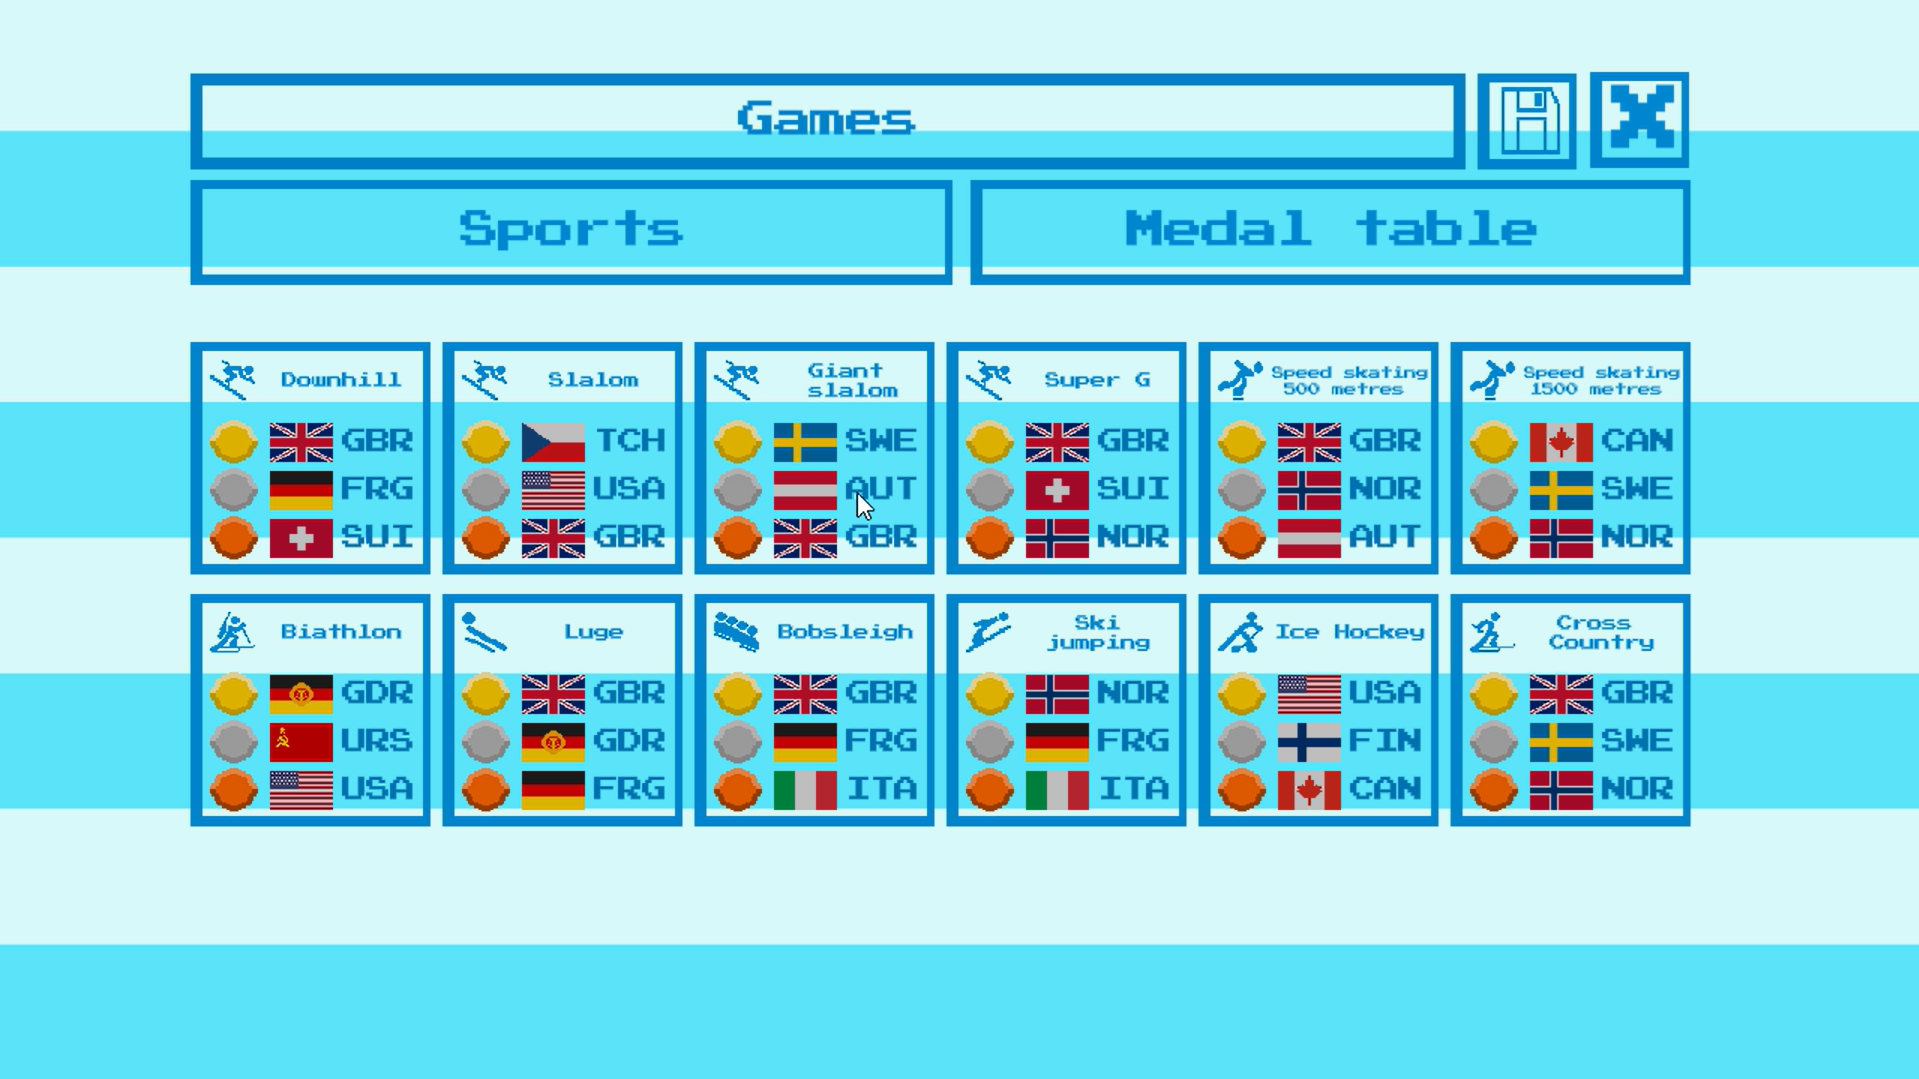 Games
Sports
Medal table
Downhill
GBR
FRG
SUI
Slalom
TCH
USA
GBR
Giant
slalom
SWE
AUT
GBR
Super G
GBR
SUI
NOR
Speed skating
500 metres
GBR
NOR
AUT
Speed skating
1500 metres
CAN
SWE
NOR
Biathlon
GDR
URS
USA
Luge
GBR
GDR
FRG
Bobsleigh
GBR
FRG
ITA
Ski
jumping
NOR
FRG
ITA
Ice Hockey
USA
FIN
CAN
Cross
Country
GBR
SWE
NOR